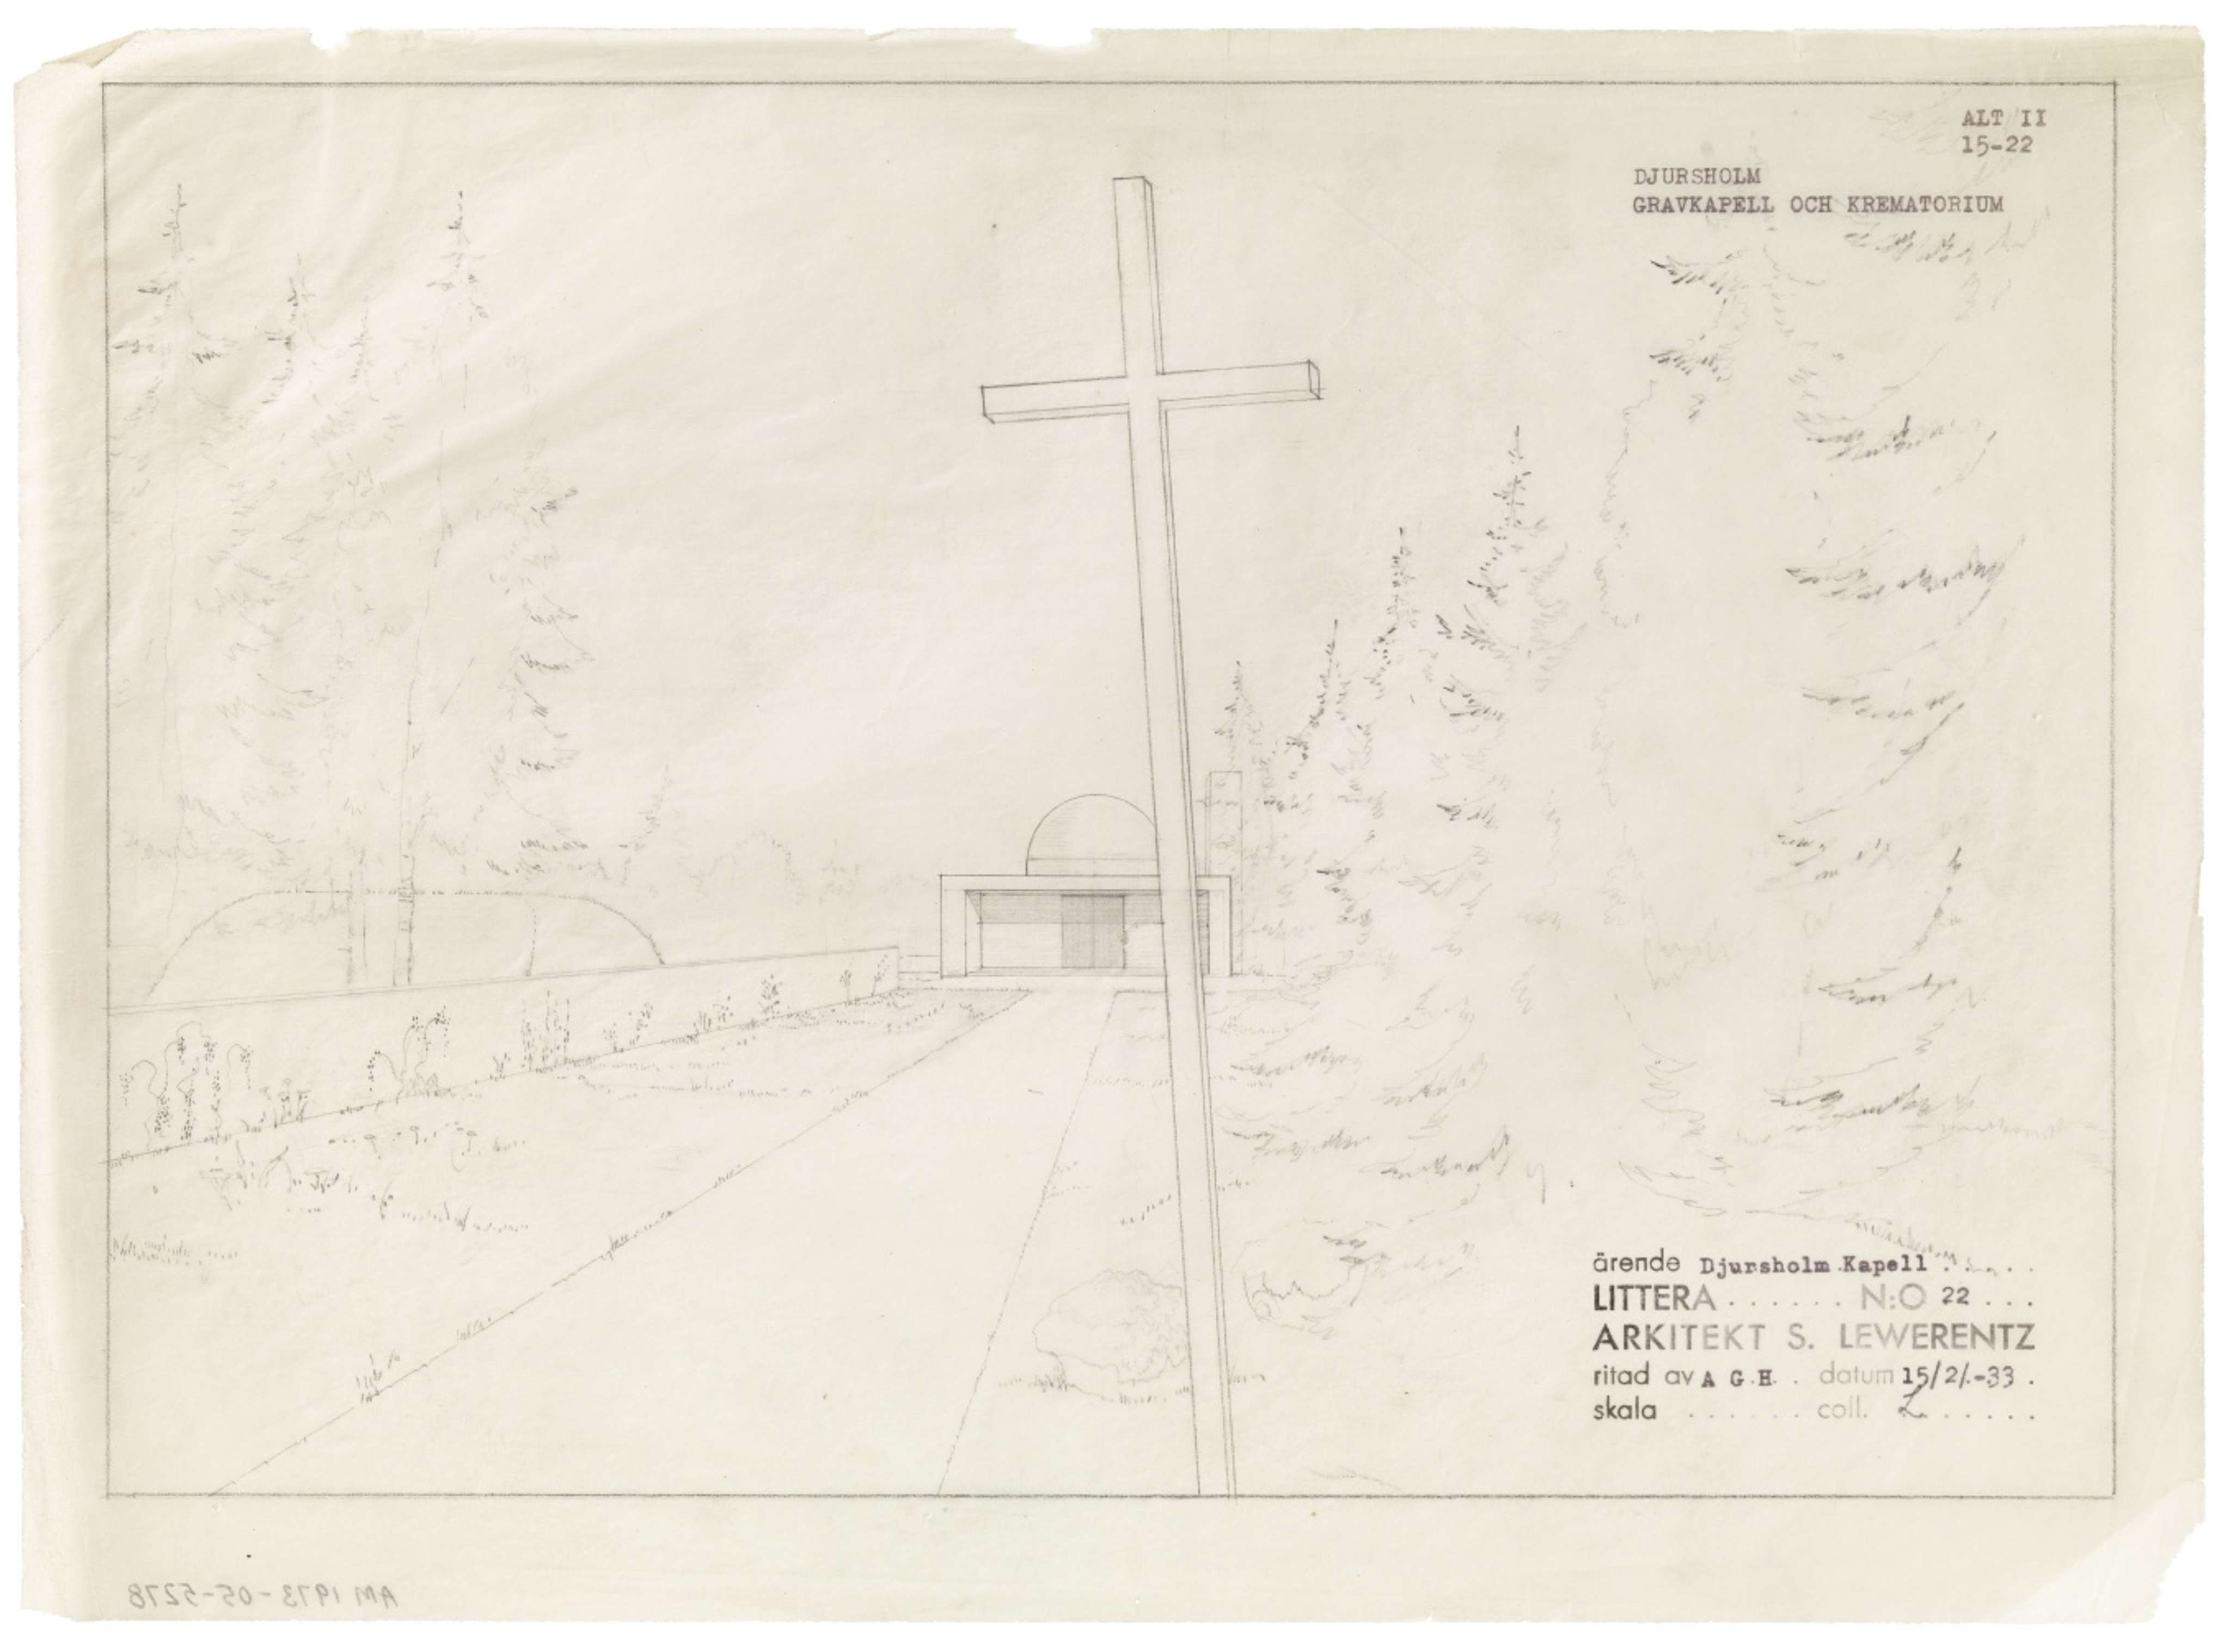 ALT II
15-22
DJURSHOLM
GRAVKAPELL OCH KREMATORIUM
ärende Djursholm Kapell
LITTERA . . . . . . N:O 22 . . .
ARKITEKT S. LEWERENTZ
ritad av A G.H. . datum 15/2/.-33 .
skala . . . . . . coll. L . . . . .
AM 1973-05-5278